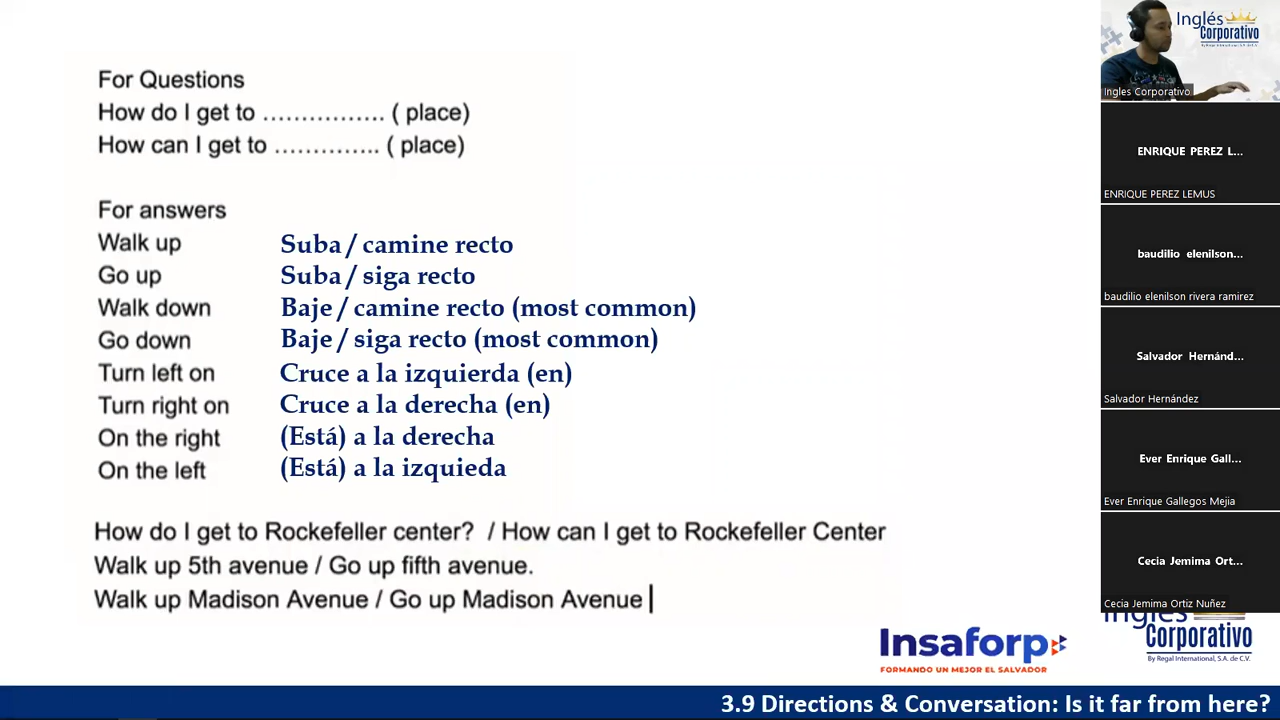 For Questions
How do I get to ................ ( place)
How can I get to .............. ( place)
For answers
Walk up Suba / camine recto
Go up Suba / siga recto
Walk down Baje / camine recto (most common)
Go down Baje / siga recto (most common)
Turn left on Cruce a la izquierda (en)
Turn right on Cruce a la derecha (en)
On the right (Está) a la derecha
On the left (Está) a la izquieda
How do I get to Rockefeller center? / How can I get to Rockefeller Center
Walk up 5th avenue / Go up fifth avenue.
Walk up Madison Avenue / Go up Madison Avenue
Insaforp
FORMANDO UN MEJOR EL SALVADOR
3.9 Directions & Conversation: Is it far from here?
Inglés
Corporativo
By Regal International, S.A. de C.V.
Ingles Corporativo
ENRIQUE PEREZ L...
ENRIQUE PEREZ LEMUS
baudilio elenilson...
baudilio elenilson rivera ramirez
Salvador Hernánd...
Salvador Hernández
Ever Enrique Gall...
Ever Enrique Gallegos Mejia
Cecia Jemima Ort...
Cecia Jemima Ortiz Nuñez
Inglés
Corporativo
By Regal International, S.A. de C.V.